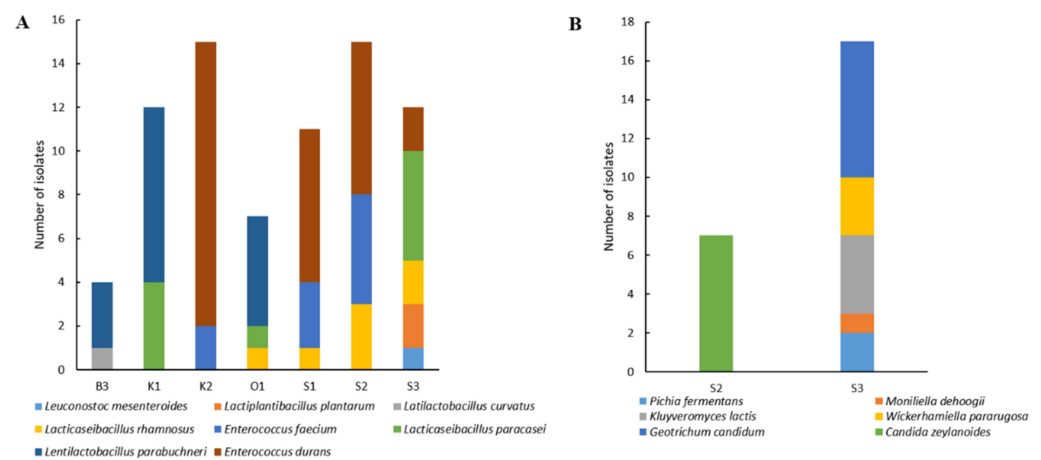 A
Number of isolates
16
14
12
10
8
6
4
2
0
B3 K1 K2 O1 S1 S2 S3
Leuconostoc mesenteroides Lactiplantibacillus plantarum Latilactobacillus curvatus
Lacticaseibacillus rhamnosus Enterococcus faecium Lacticaseibacillus paracasei
Lentilactobacillus parabuchneri Enterococcus durans
B
Number of isolates
18
16
14
12
10
8
6
4
2
0
S2 S3
Pichia fermentans Moniliella dehoogii
Kluyveromyces lactis Wickerhamiella pararugosa
Geotrichum candidum Candida zeylanoides